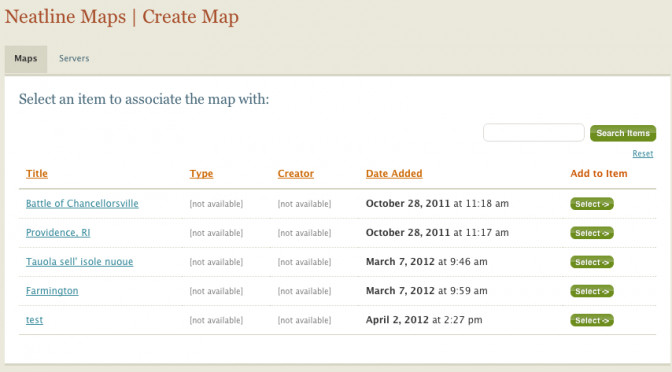 Neatline Maps | Create Map
Maps Servers
Select an item to associate the map with:
Search Items
Reset
Title Type Creator Date Added Add to Item
Battle of Chancellorsville [not available] [not available] October 28, 2011 at 11:18 am Select ->
Providence, RI [not available] [not available] October 28, 2011 at 11:17 am Select ->
Tauola sell' isole nuoue [not available] [not available] March 7, 2012 at 9:46 am Select ->
Farmington [not available] [not available] March 7, 2012 at 9:59 am Select ->
test [not available] [not available] April 2, 2012 at 2:27 pm Select ->